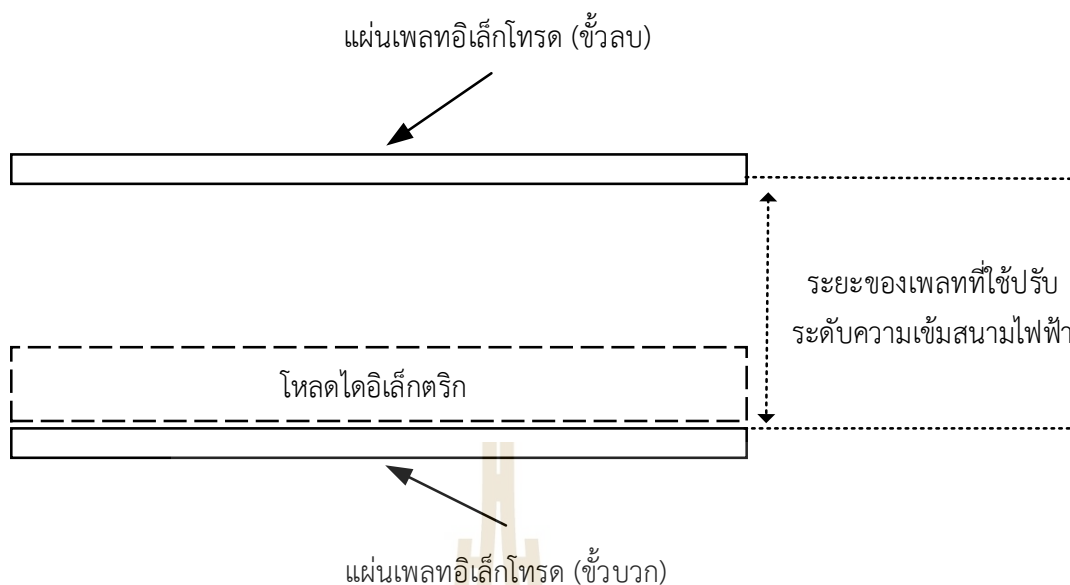 แผ่นเพลทอิเล็กโทรด (ขั้วลบ)
ระยะของเพลทที่ใช้ปรับ
ระดับความเข้มสนามไฟฟ้า
โหลดไดอิเล็กตริก
แผ่นเพลทอิเล็กโทรด (ขั้วบวก)